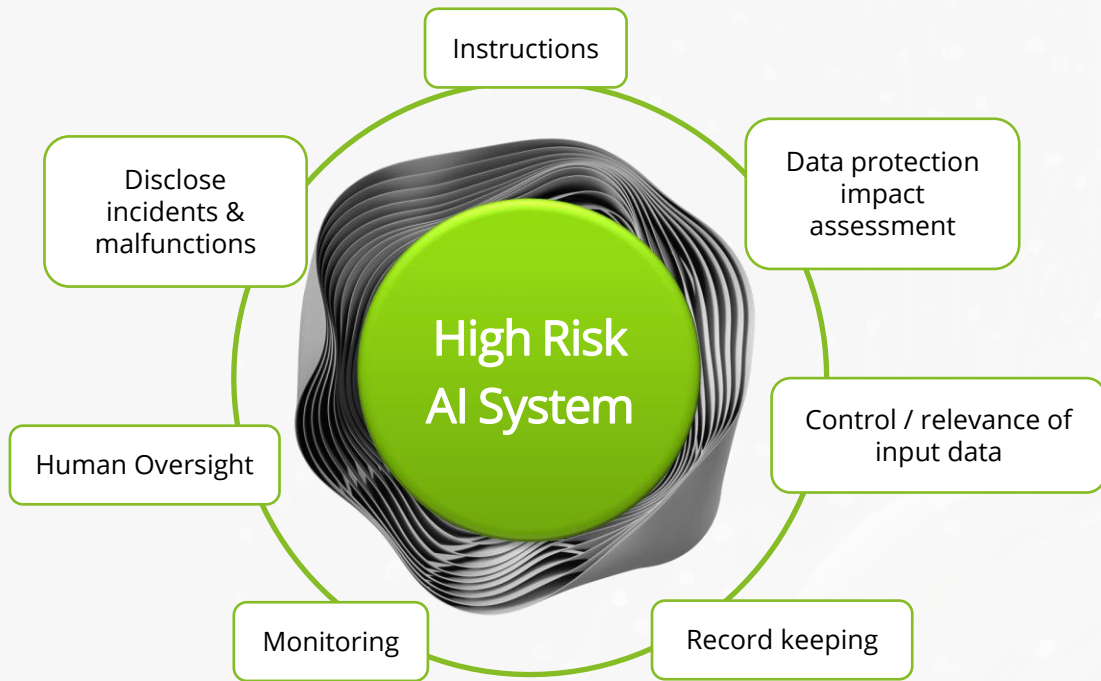 Instructions
Data protection
impact
assessment
Disclose
incidents &
malfunctions
High Risk
AI System
Control / relevance of
input data
Human Oversight
Monitoring
Record keeping